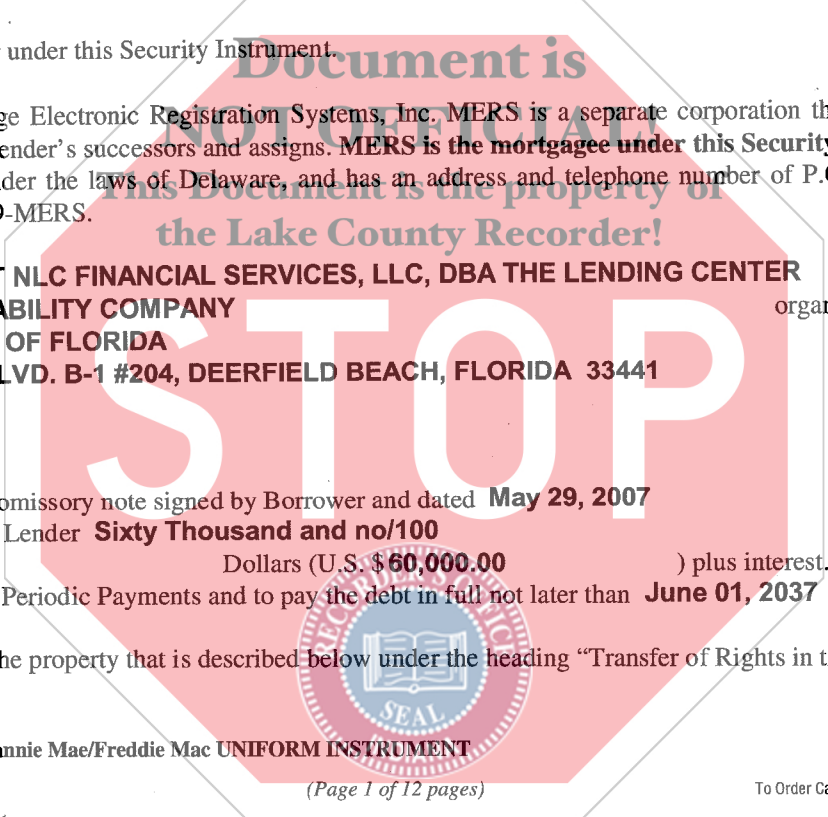 under this Security Instrument.
Document is
ge Electronic Registration Systems, Inc. MERS is a separate corporation th
NOT OFFICIAL!
ender's successors and assigns. MERS is the mortgagee under this Security
der the laws of Delaware, and has an address and telephone number of P.O
This Document is the property of
-MERS.
the Lake County Recorder!
NLC FINANCIAL SERVICES, LLC, DBA THE LENDING CENTER
ABILITY COMPANY organ
OF FLORIDA
LVD. B-1 #204, DEERFIELD BEACH, FLORIDA 33441
STOP
omissory note signed by Borrower and dated May 29, 2007
Lender Sixty Thousand and no/100
Dollars (U.S. $60,000.00 ) plus interest.
Periodic Payments and to pay the debt in full not later than June 01, 2037
he property that is described below under the heading "Transfer of Rights in t
RECORDER'S OFFICE
SEAL
INDIANA
nnie Mae/Freddie Mac UNIFORM INSTRUMENT
(Page 1 of 12 pages)
To Order Ca